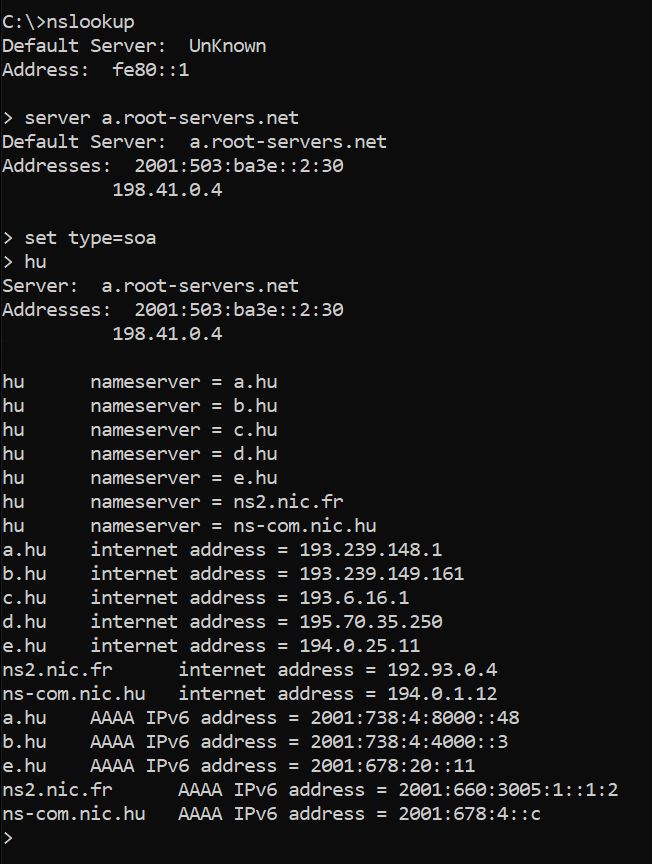 C:\>nslookup
Default Server:  UnKnown
Address:  fe80::1

> server a.root-servers.net
Default Server:  a.root-servers.net
Addresses:  2001:503:ba3e::2:30
          198.41.0.4

> set type=soa
> hu
Server:  a.root-servers.net
Addresses:  2001:503:ba3e::2:30
          198.41.0.4

hu      nameserver = a.hu
hu      nameserver = b.hu
hu      nameserver = c.hu
hu      nameserver = d.hu
hu      nameserver = e.hu
hu      nameserver = ns2.nic.fr
hu      nameserver = ns-com.nic.hu
a.hu    internet address = 193.239.148.1
b.hu    internet address = 193.239.149.161
c.hu    internet address = 193.6.16.1
d.hu    internet address = 195.70.35.250
e.hu    internet address = 194.0.25.11
ns2.nic.fr      internet address = 192.93.0.4
ns-com.nic.hu   internet address = 194.0.1.12
a.hu    AAAA IPv6 address = 2001:738:4:8000::48
b.hu    AAAA IPv6 address = 2001:738:4:4000::3
e.hu    AAAA IPv6 address = 2001:678:20::11
ns2.nic.fr      AAAA IPv6 address = 2001:660:3005:1::1:2
ns-com.nic.hu   AAAA IPv6 address = 2001:678:4::c
>